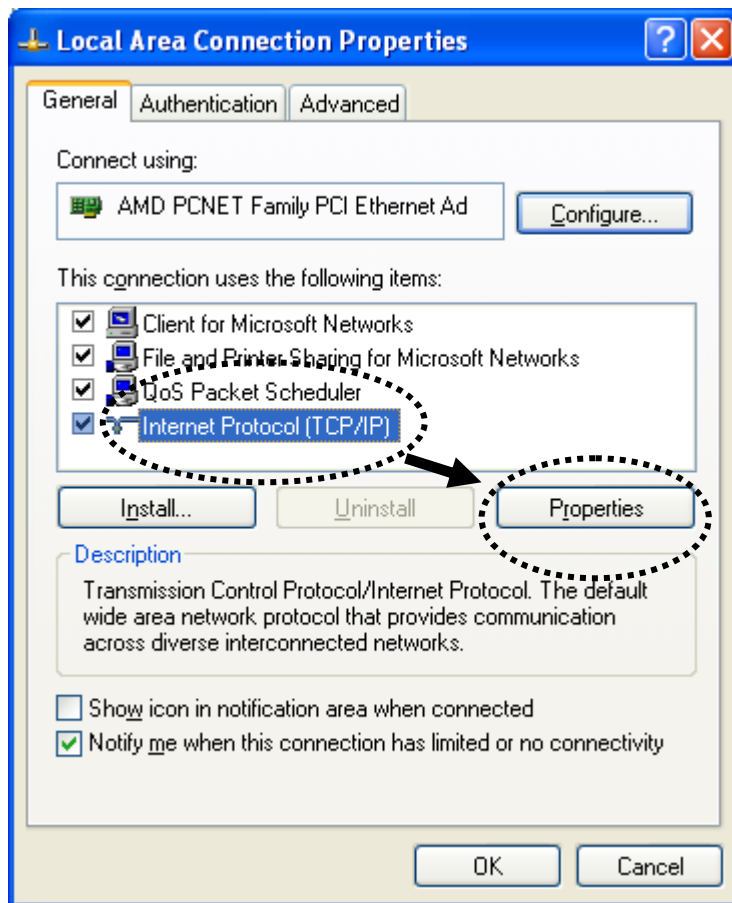 Local Area Connection Properties
General Authentication Advanced
Connect using:
AMD PCNET Family PCI Ethernet Ad
Configure...
This connection uses the following items:
Client for Microsoft Networks
File and Printer Sharing for Microsoft Networks
QoS Packet Scheduler
Internet Protocol (TCP/IP)
Install... Uninstall Properties
Description
Transmission Control Protocol/Internet Protocol. The default
wide area network protocol that provides communication
across diverse interconnected networks.
Show icon in notification area when connected
Notify me when this connection has limited or no connectivity
OK Cancel